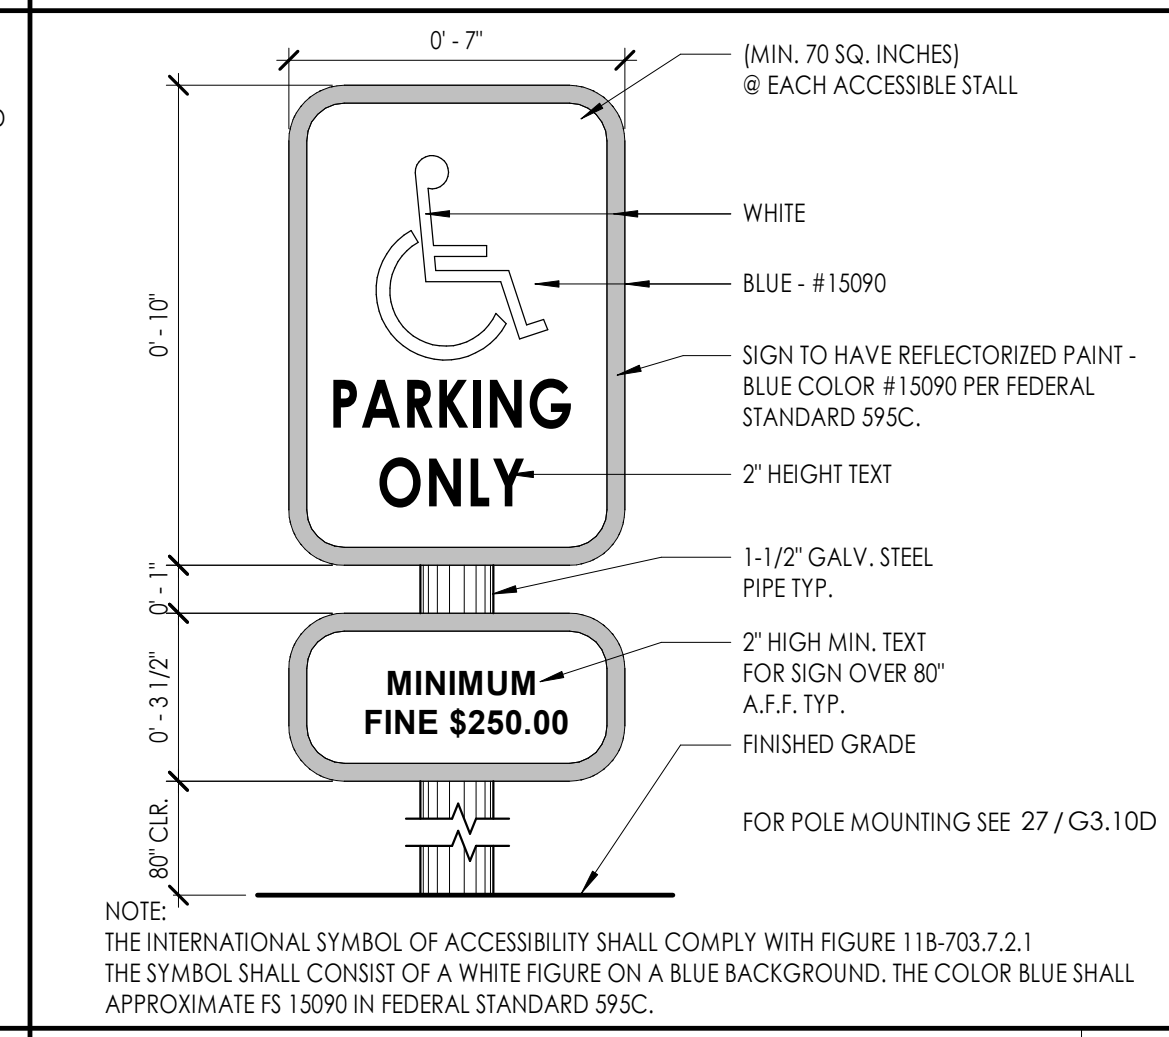 0' - 7"
(MIN. 70 SQ. INCHES)
@ EACH ACCESSIBLE STALL
WHITE
BLUE - #15090
0' - 10"
SIGN TO HAVE REFLECTORIZED PAINT -
BLUE COLOR #15090 PER FEDERAL
STANDARD 595C.
PARKING
ONLY
2" HEIGHT TEXT
1-1/2" GALV. STEEL
PIPE TYP.
0' - 1"
2" HIGH MIN. TEXT
FOR SIGN OVER 80"
A.F.F. TYP.
0' - 3 1/2"
MINIMUM
FINE $250.00
FINISHED GRADE
80" CLR.
FOR POLE MOUNTING SEE 27 / G3.10D
NOTE:
THE INTERNATIONAL SYMBOL OF ACCESSIBILITY SHALL COMPLY WITH FIGURE 11B-703.7.2.1
THE SYMBOL SHALL CONSIST OF A WHITE FIGURE ON A BLUE BACKGROUND. THE COLOR BLUE SHALL
APPROXIMATE FS 15090 IN FEDERAL STANDARD 595C.